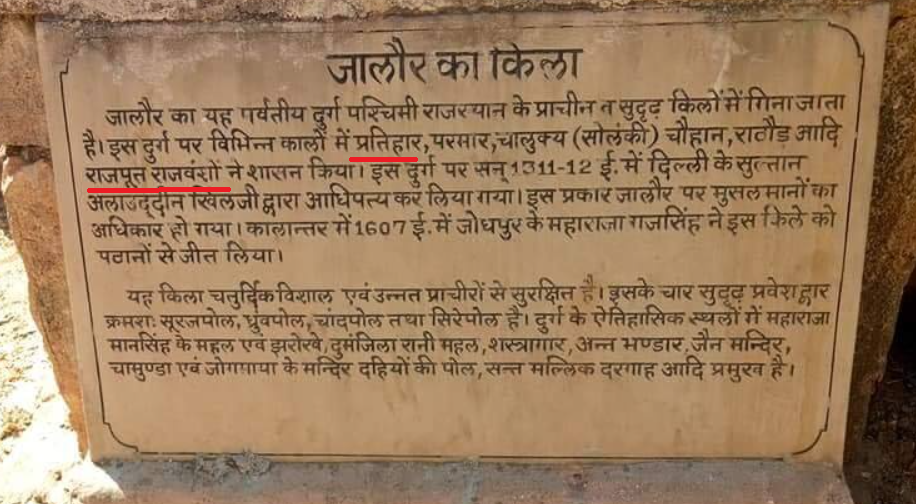 जालौर का किला
जालौर का यह पर्वतीय दुर्ग पश्चिमी राजस्थान के प्राचीन व सुदृढ़ किलों में गिना जाता
है। इस दुर्ग पर विभिन्न कालों में प्रतिहार, परमार, चालुक्य (सोलंकी) चौहान, राठौड़ आदि
राजपूत राजवंशों ने शासन किया। इस दुर्ग पर सन् 1311-12 ई. में दिल्ली के सुल्तान
अलाउद्दीन खिलजी द्वारा आधिपत्य कर लिया गया। इस प्रकार जालौर पर मुसलमानों का
अधिकार हो गया। कालान्तर में 1607 ई. में जोधपुर के महाराजा गजसिंह ने इस किले को
पठानों से जीत लिया।
यह किला चतुर्दिक विशाल एवं उन्नत प्राचीरों से सुरक्षित है। इसके चार सुदृढ़ प्रवेश द्वार
क्रमशः सूरजपोल, ध्रुवपोल, चांदपोल तथा सिरेपोल है। दुर्ग के ऐतिहासिक स्थलों में महाराजा
मानसिंह के महल एवं झरोखे, दुमंजिला रानी महल, शस्त्रागार, अन्न भण्डार, जैन मन्दिर,
चामुण्डा एवं जोगमाया के मन्दिर दहियों की पोल, सन्त मल्लिक दरगाह आदि प्रमुख है।